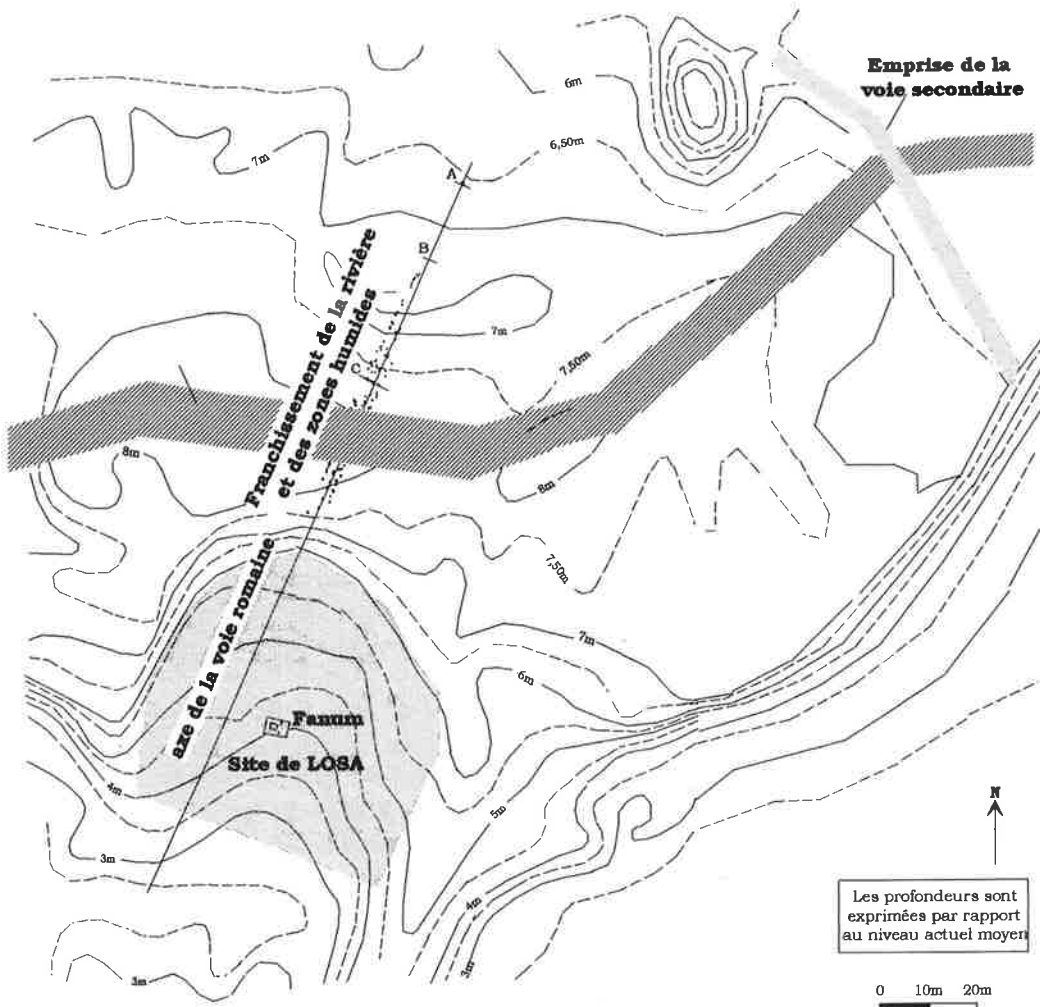 Emprise de la
voie secondaire
6m
6,50m
7m
A
B
C
7m
7,50m
8m
8m
7,50m
7m
6m
5m
4m
3m
4m
3m
3m
axe de la voie romaine
Franchissement de la rivière
et des zones humides
Fanum
Site de LOSA
N
Les profondeurs sont
exprimées par rapport
au niveau actuel moyen
0 10m 20m